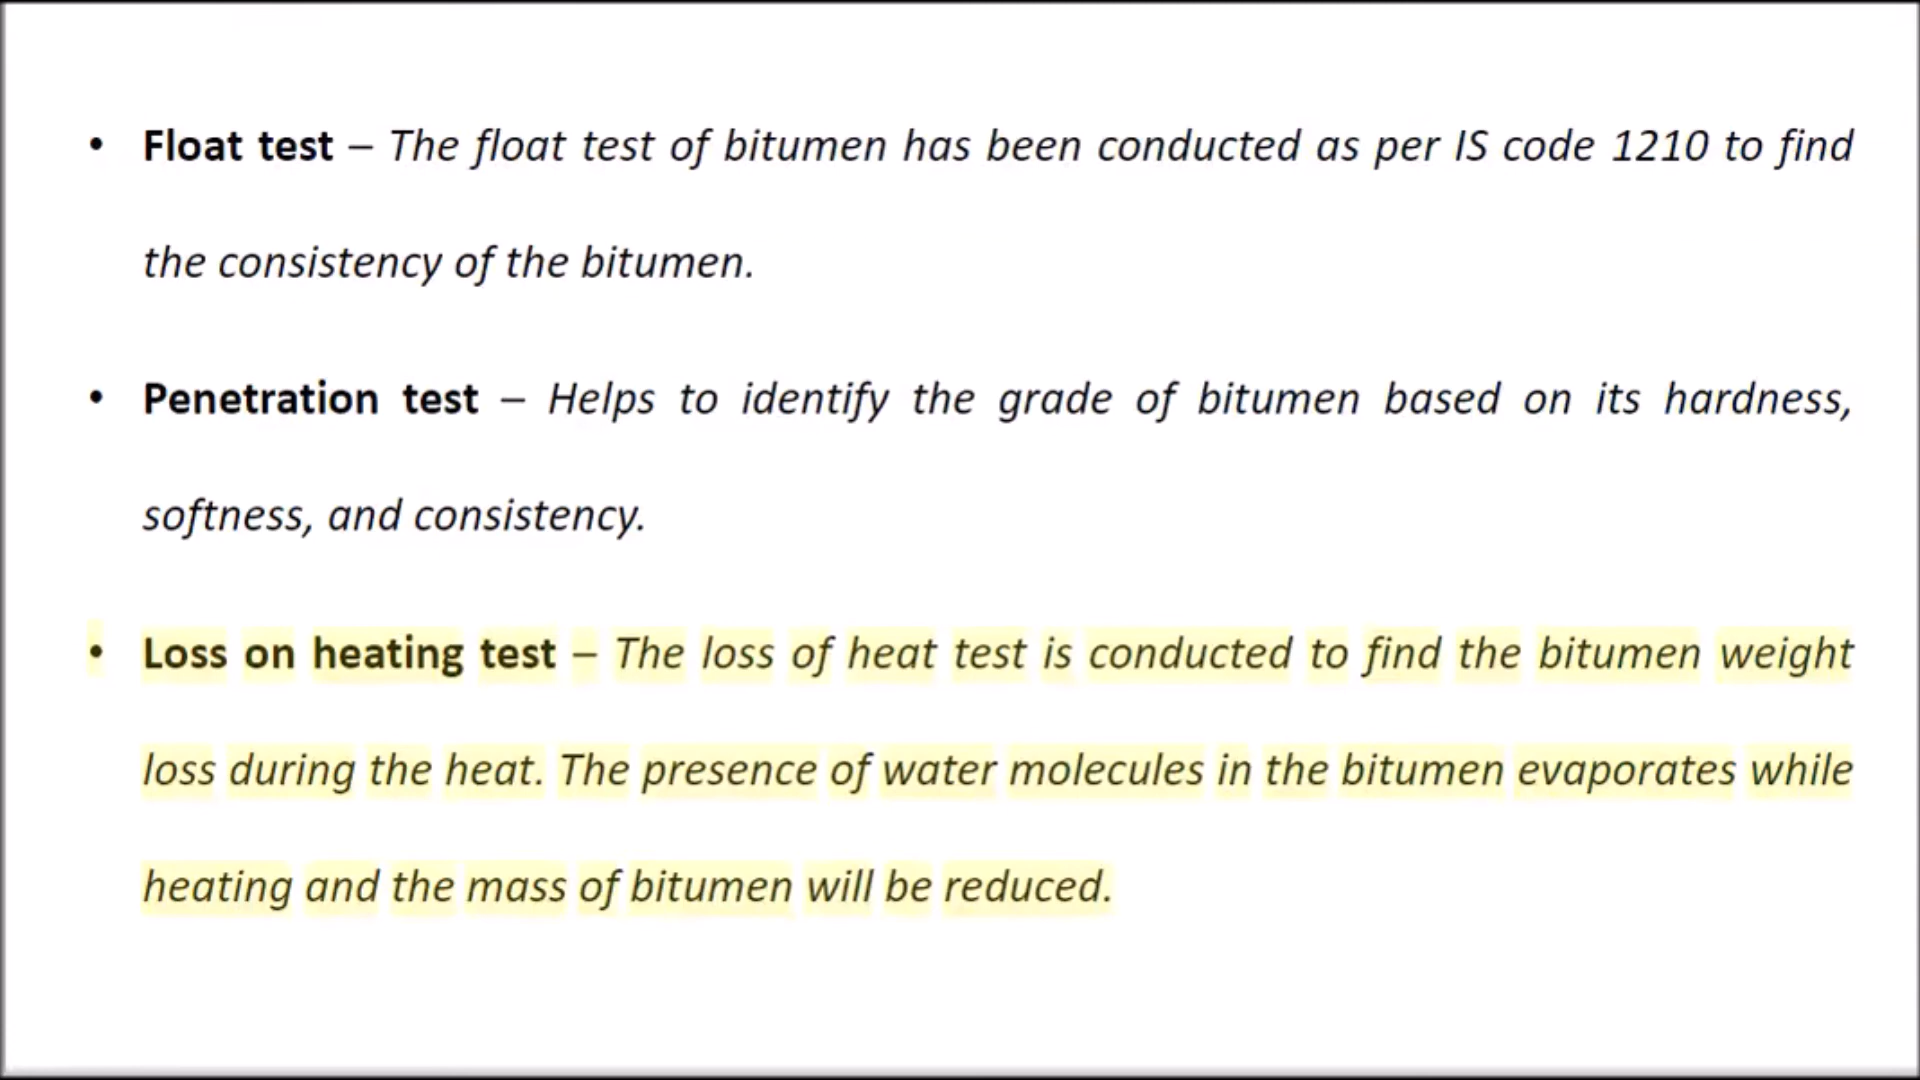 • Float test – The float test of bitumen has been conducted as per IS code 1210 to find
the consistency of the bitumen.
• Penetration test – Helps to identify the grade of bitumen based on its hardness,
softness, and consistency.
• Loss on heating test – The loss of heat test is conducted to find the bitumen weight
loss during the heat. The presence of water molecules in the bitumen evaporates while
heating and the mass of bitumen will be reduced.